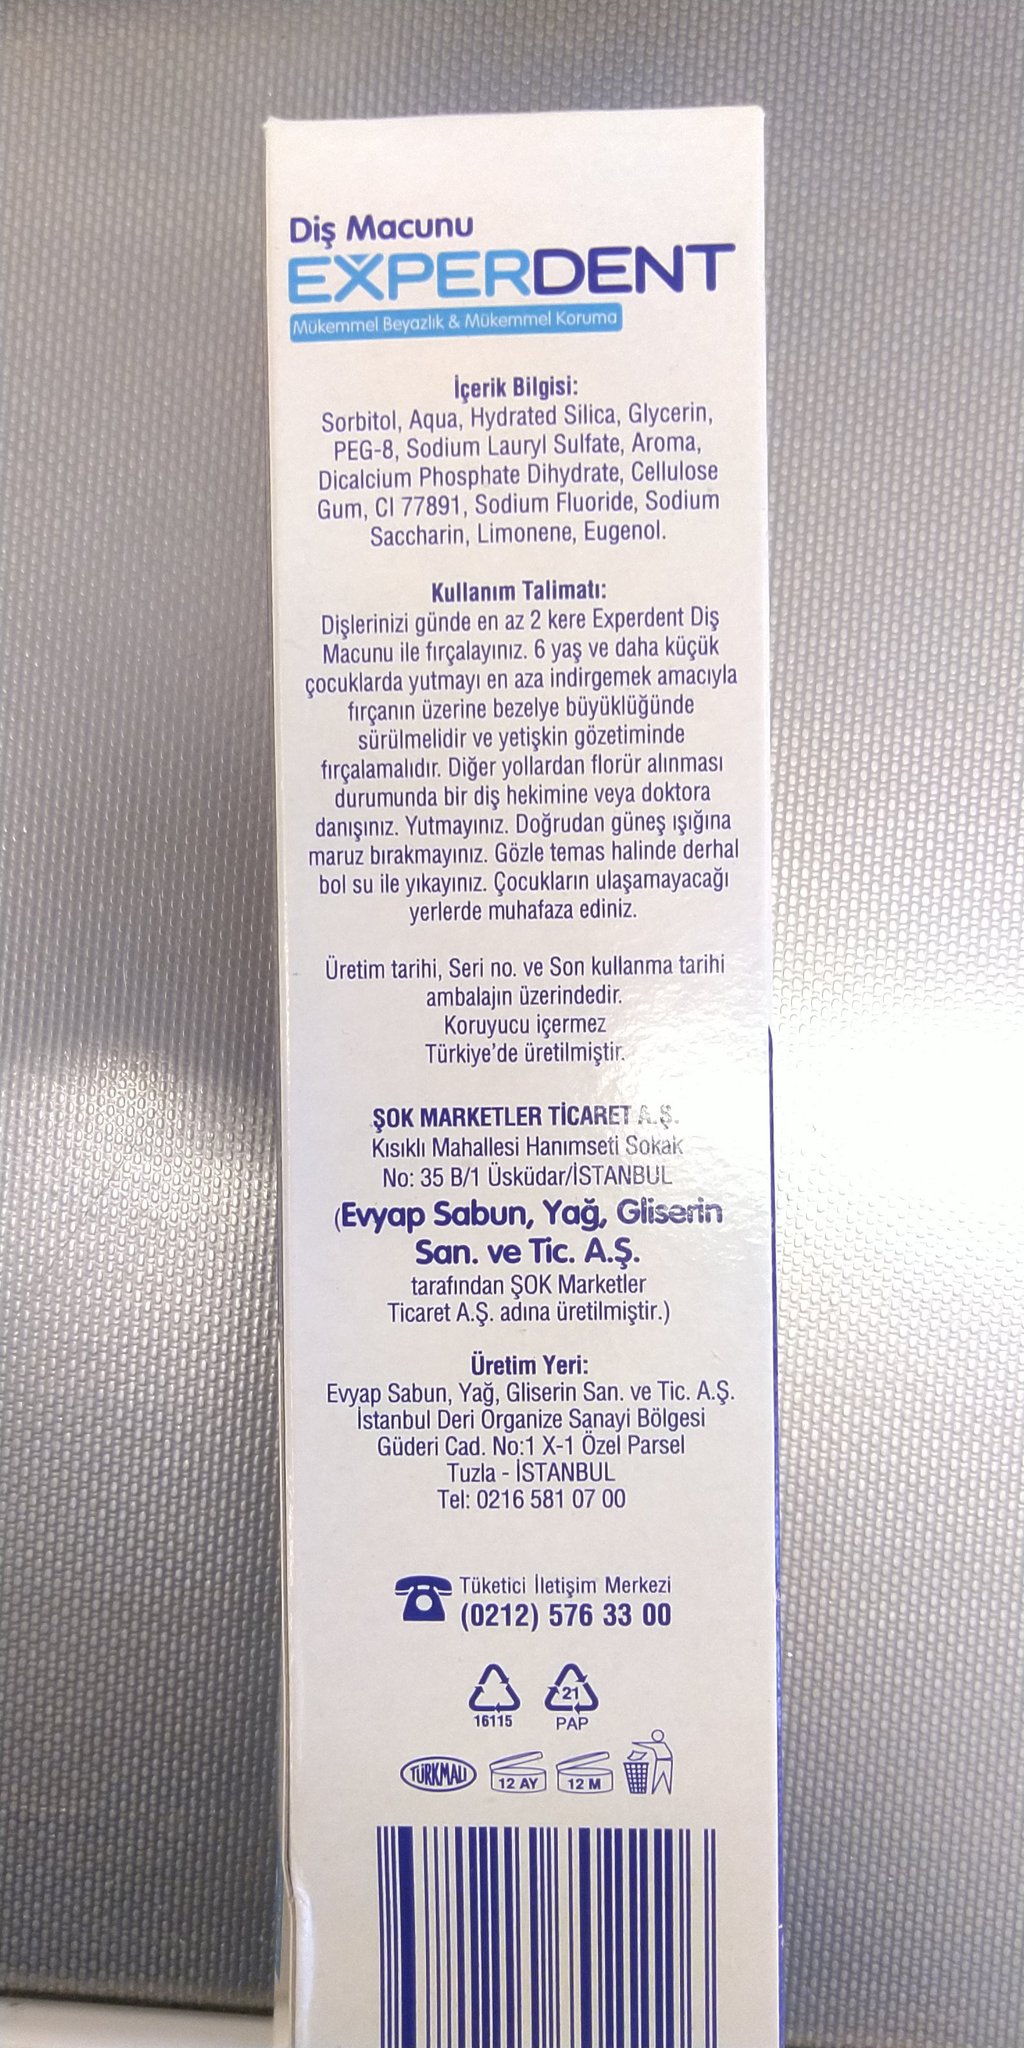 Diş Macunu
EXPERDENT
Mükemmel Beyazlık & Mükemmel Koruma
İçerik Bilgisi:
Sorbitol, Aqua, Hydrated Silica, Glycerin,
PEG-8, Sodium Lauryl Sulfate, Aroma,
Dicalcium Phosphate Dihydrate, Cellulose
Gum, CI 77891, Sodium Fluoride, Sodium
Saccharin, Limonene, Eugenol.
Kullanım Talimatı:
Dişlerinizi günde en az 2 kere Experdent Diş
Macunu ile fırçalayınız. 6 yaş ve daha küçük
çocuklarda yutmayı en aza indirgemek amacıyla
fırçanın üzerine bezelye büyüklüğünde
sürülmelidir ve yetişkin gözetiminde
fırçalamalıdır. Diğer yollardan florür alınması
durumunda bir diş hekimine veya doktora
danışınız. Yutmayınız. Doğrudan güneş ışığına
maruz bırakmayınız. Gözle temas halinde derhal
bol su ile yıkayınız. Çocukların ulaşamayacağı
yerlerde muhafaza ediniz.
Üretim tarihi, Seri no. ve Son kullanma tarihi
ambalajın üzerindedir.
Koruyucu içermez
Türkiye'de üretilmiştir.
ŞOK MARKETLER TİCARET A.Ş.
Kısıklı Mahallesi Hanımseti Sokak
No: 35 B/1 Üsküdar/İSTANBUL
(Evyap Sabun, Yağ, Gliserin
San. ve Tic. A.Ş.
tarafından ŞOK Marketler
Ticaret A.Ş. adına üretilmiştir.)
Üretim Yeri:
Evyap Sabun, Yağ, Gliserin San. ve Tic. A.Ş.
İstanbul Deri Organize Sanayi Bölgesi
Güderi Cad. No:1 X-1 Özel Parsel
Tuzla - İSTANBUL
Tel: 0216 581 07 00
Tüketici İletişim Merkezi
(0212) 576 33 00
21
16115 PAP
TÜRKMALI 12 AY 12 M